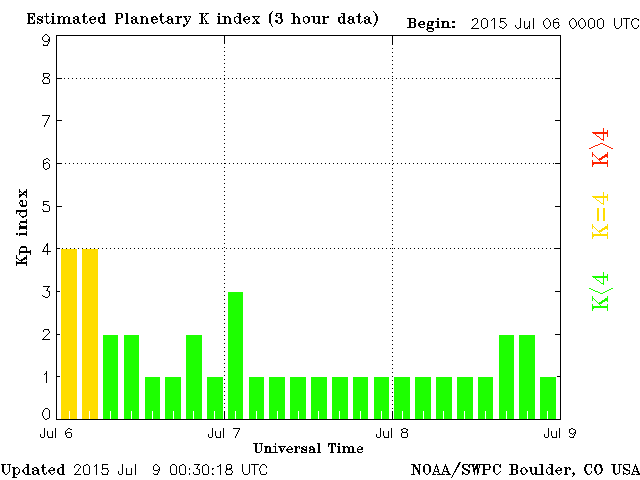 Estimated Planetary K index (3 hour data)
Begin: 2015 Jul 06 0000 UTC
9
8
7
6
5
4
3
2
1
0
Kp index
Jul 6
Jul 7
Jul 8
Jul 9
Universal Time
K>4
K=4
K<4
Updated 2015 Jul 9 00:30:18 UTC
NOAA/SWPC Boulder, CO USA